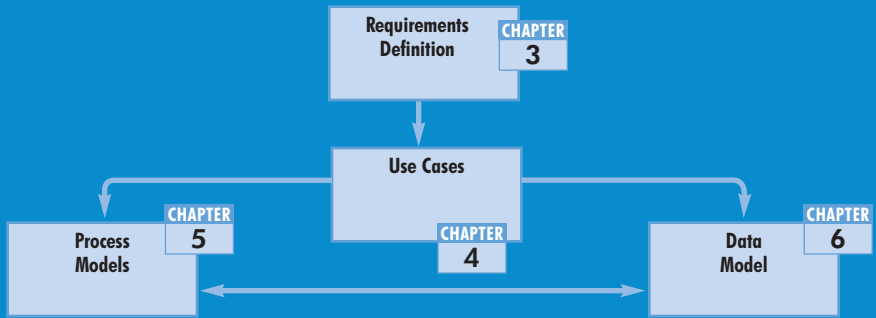 Requirements
Definition
CHAPTER
3
Use Cases
CHAPTER
4
Process
Models
CHAPTER
5
Data
Model
CHAPTER
6